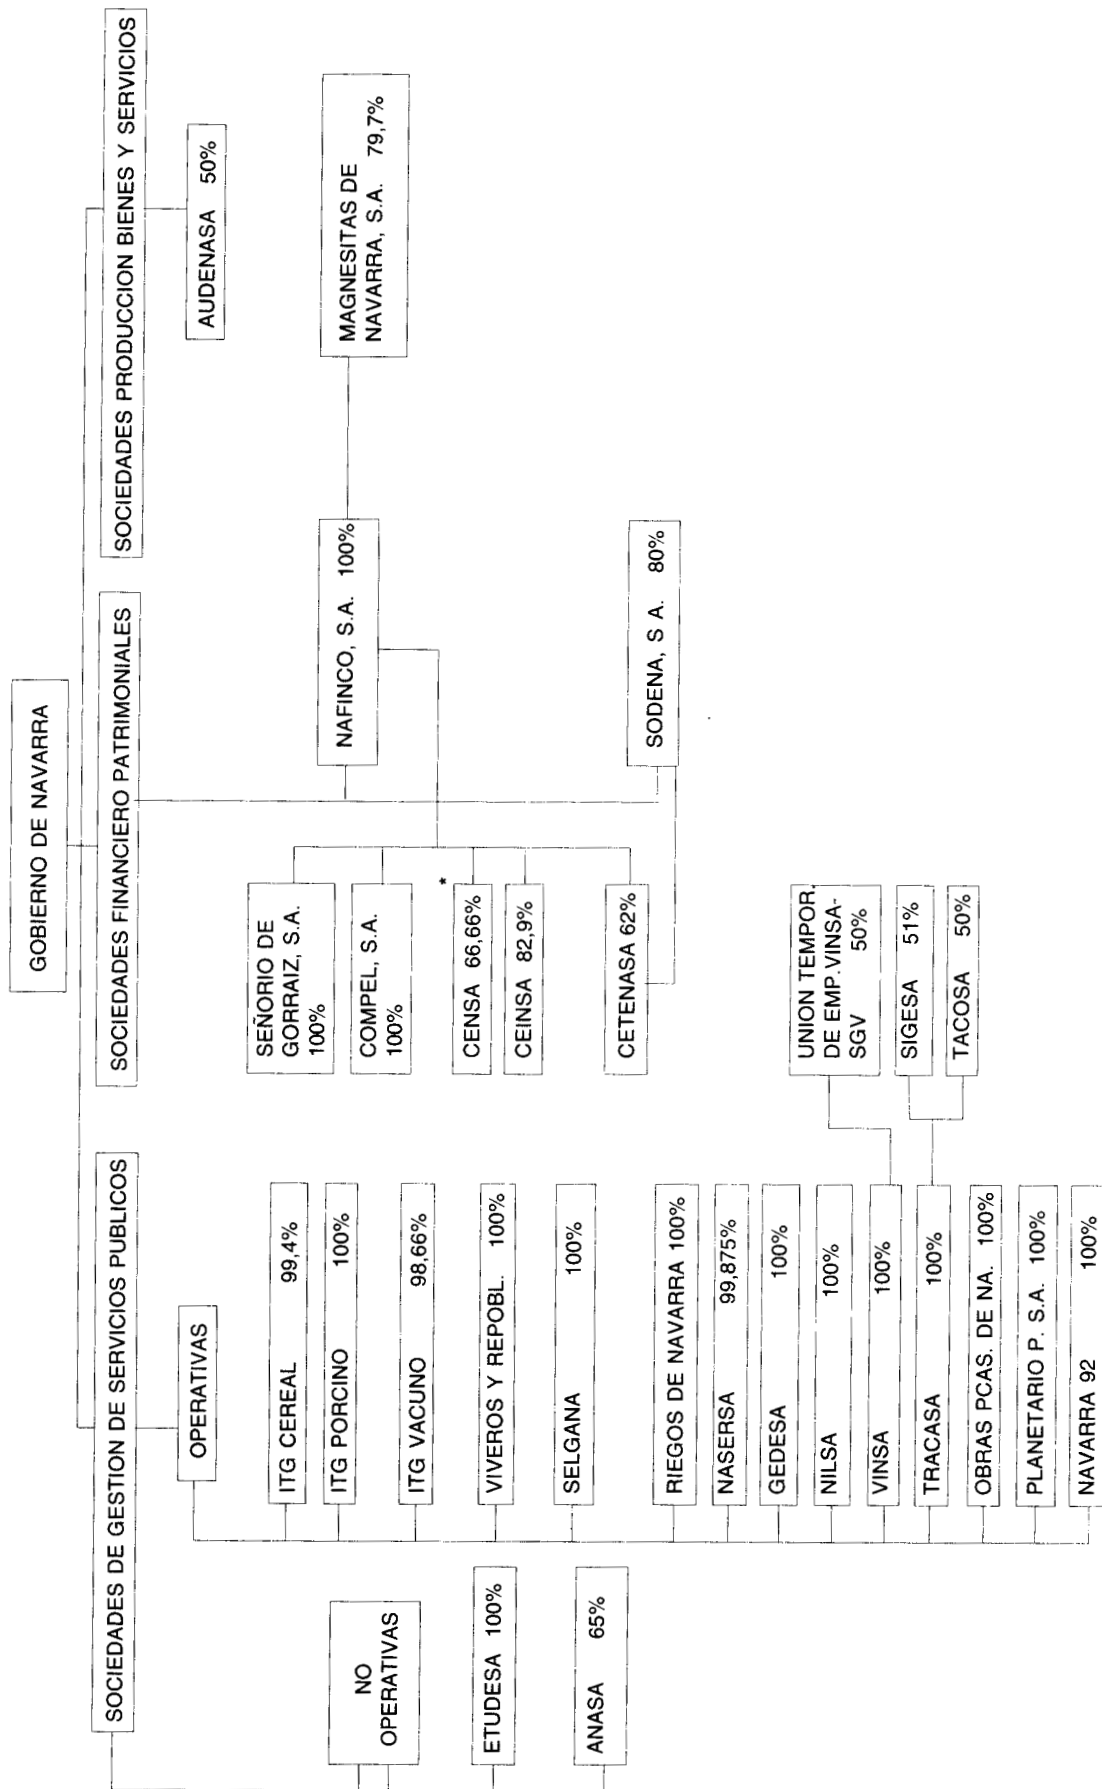 GOBIERNO DE NAVARRA
SOCIEDADES DE GESTION DE SERVICIOS PUBLICOS
SOCIEDADES FINANCIERO PATRIMONIALES
SOCIEDADES PRODUCCION BIENES Y SERVICIOS
NO
OPERATIVAS
ETUDESA 100%
ANASA 65%
OPERATIVAS
ITG CEREAL 99,4%
ITG PORCINO 100%
ITG VACUNO 98,66%
VIVEROS Y REPOBL. 100%
SELGANA 100%
RIEGOS DE NAVARRA 100%
NASERSA 99,875%
GEDESA 100%
NILSA 100%
VINSA 100%
TRACASA 100%
OBRAS PCAS. DE NA. 100%
PLANETARIO P. S.A. 100%
NAVARRA 92 100%
UNION TEMPOR.
DE EMP.VINSA-
SGV 50%
SIGESA 51%
TACOSA 50%
SEÑORIO DE
GORRAIZ, S.A.
100%
COMPEL, S.A.
100%
*
CENSA 66,66%
CEINSA 82,9%
CETENASA 62%
NAFINCO, S.A. 100%
SODENA, S A. 80%
AUDENASA 50%
MAGNESITAS DE
NAVARRA, S.A. 79,7%